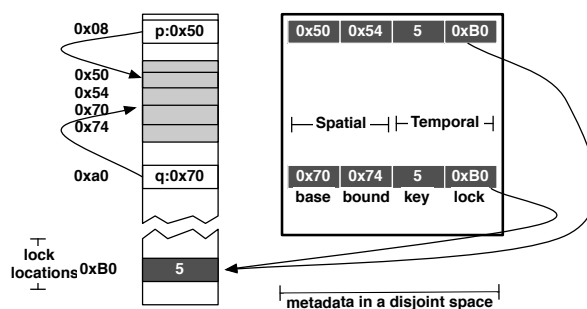 0x08 p:0x50
0x50 0x54 5 0xB0
0x50
0x54
0x70
0x74
Spatial Temporal
0xa0 q:0x70
0x70 0x74 5 0xB0
base bound key lock
lock
locations
0xB0 5
metadata in a disjoint space